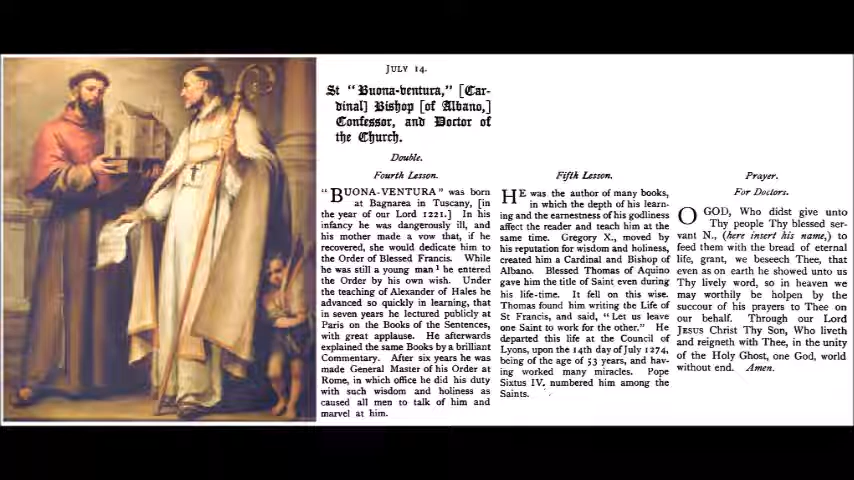 JULY 14.
St "Buona-ventura," [Car-
dinal] Bishop [of Albano,]
Confessor, and Doctor of
the Church.
Double.
Fourth Lesson.
"BUONA-VENTURA" was born
at Bagnarea in Tuscany, [in
the year of our Lord 1221.] In his
infancy he was dangerously ill, and
his mother made a vow that, if he
recovered, she would dedicate him to
the Order of Blessed Francis. While
he was still a young man¹ he entered
the Order by his own wish. Under
the teaching of Alexander of Hales he
advanced so quickly in learning, that
in seven years he lectured publicly at
Paris on the Books of the Sentences,
with great applause. He afterwards
explained the same Books by a brilliant
Commentary. After six years he was
made General Master of his Order at
Rome, in which office he did his duty
with such wisdom and holiness as
caused all men to talk of him and
marvel at him.
Fifth Lesson.
HE was the author of many books,
in which the depth of his learn-
ing and the earnestness of his godliness
affect the reader and teach him at the
same time. Gregory X., moved by
his reputation for wisdom and holiness,
created him a Cardinal and Bishop of
Albano. Blessed Thomas of Aquino
gave him the title of Saint even during
his life-time. It fell on this wise.
Thomas found him writing the Life of
St Francis, and said, "Let us leave
one Saint to work for the other." He
departed this life at the Council of
Lyons, upon the 14th day of July 1274,
being of the age of 53 years, and hav-
ing worked many miracles. Pope
Sixtus IV. numbered him among the
Saints.
Prayer.
For Doctors.
O GOD, Who didst give unto
Thy people Thy blessed ser-
vant N., (here insert his name,) to
feed them with the bread of eternal
life, grant, we beseech Thee, that
even as on earth he showed unto us
Thy lively word, so in heaven we
may worthily be holpen by the
succour of his prayers to Thee on
our behalf. Through our Lord
JESUS Christ Thy Son, Who liveth
and reigneth with Thee, in the unity
of the Holy Ghost, one God, world
without end. Amen.